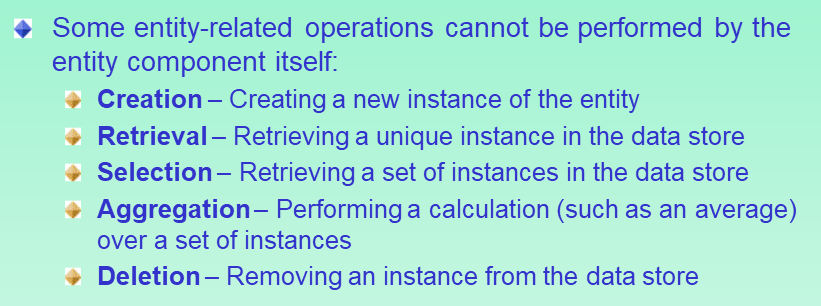 Some entity-related operations cannot be performed by the
entity component itself:
Creation – Creating a new instance of the entity
Retrieval – Retrieving a unique instance in the data store
Selection – Retrieving a set of instances in the data store
Aggregation – Performing a calculation (such as an average)
over a set of instances
Deletion – Removing an instance from the data store